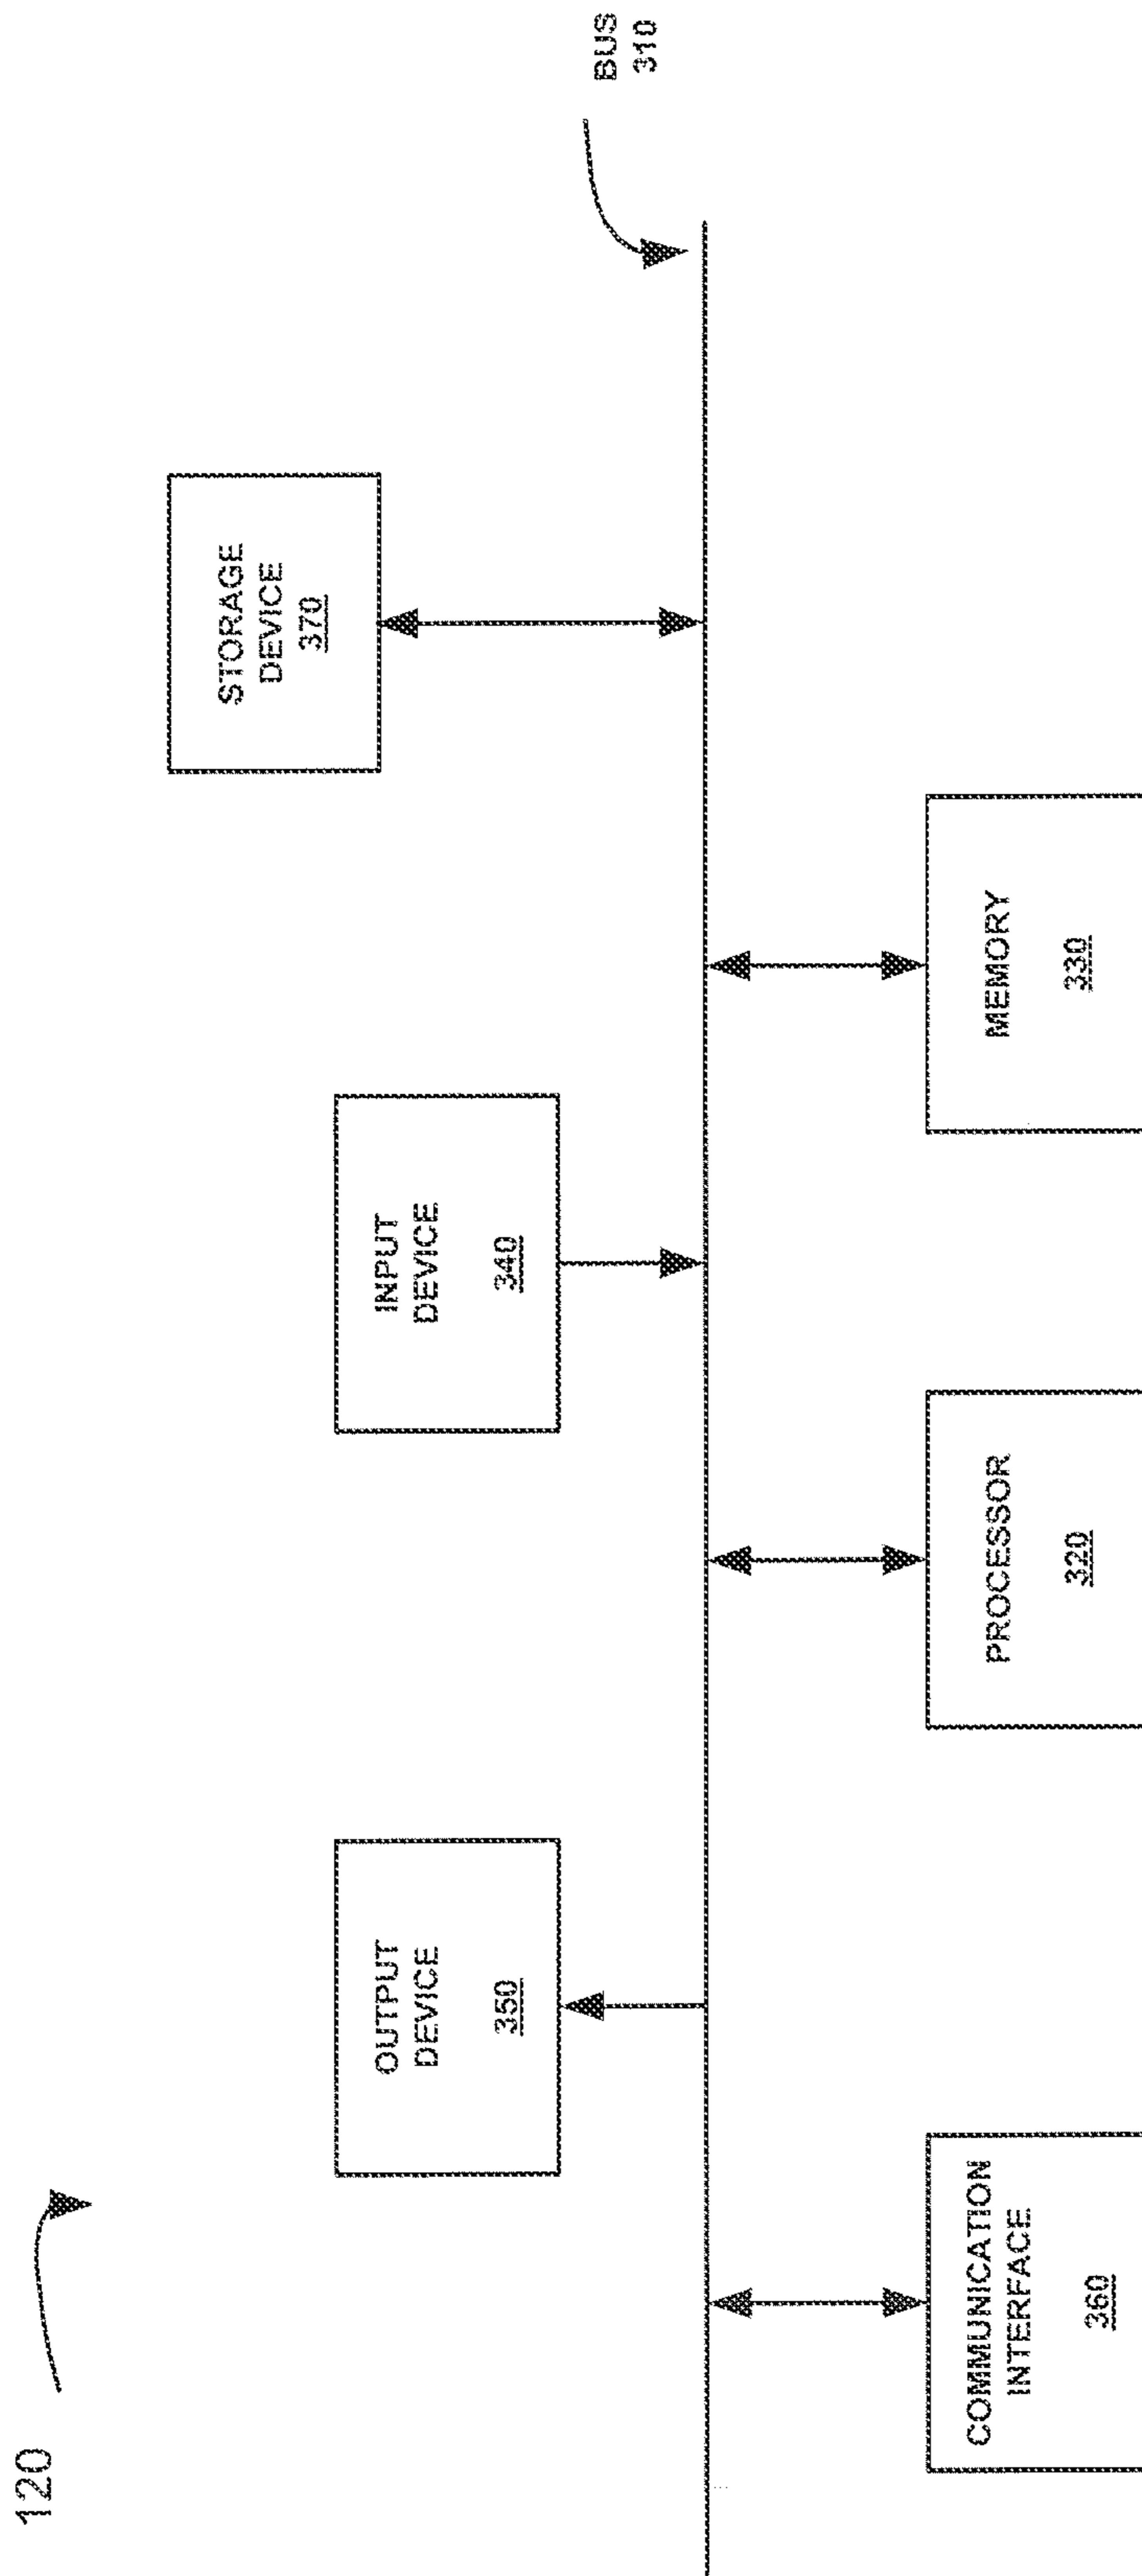 120
OUTPUT
DEVICE
350
INPUT
DEVICE
340
STORAGE
DEVICE
370
BUS
310
COMMUNICATION
INTERFACE
360
PROCESSOR
320
MEMORY
330